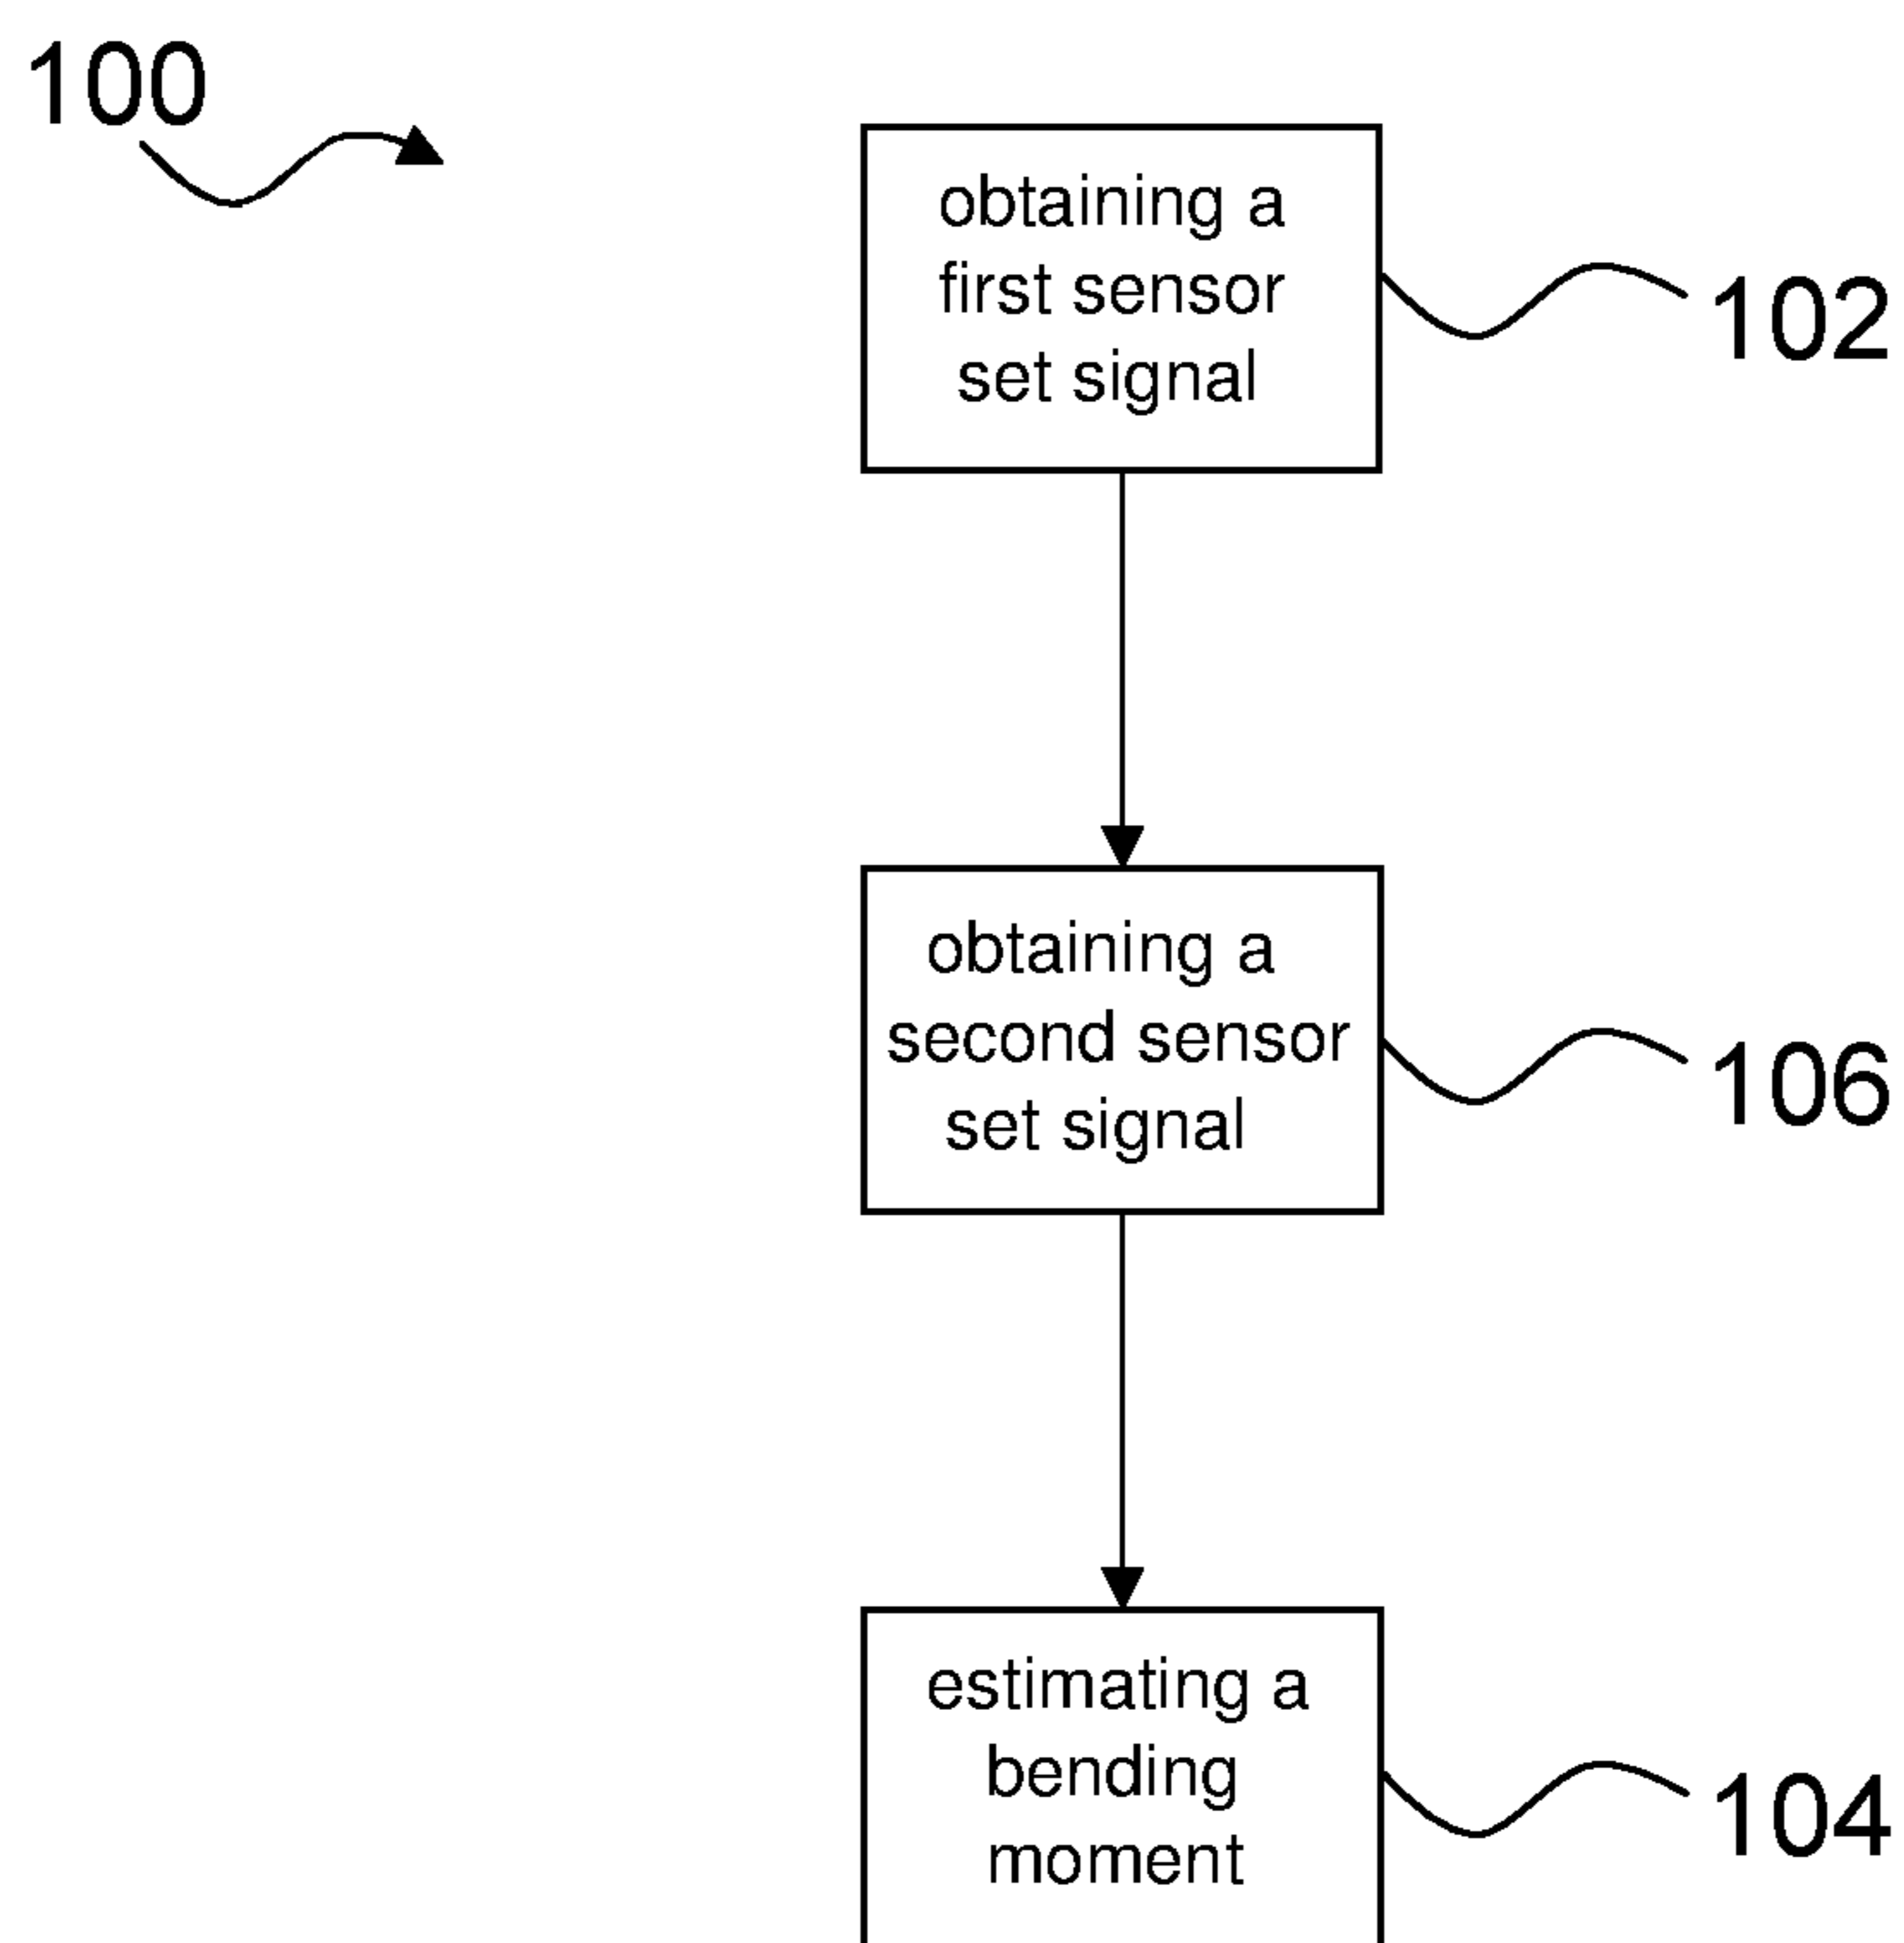 100
obtaining a
first sensor
set signal
102
obtaining a
second sensor
set signal
106
estimating a
bending
moment
104